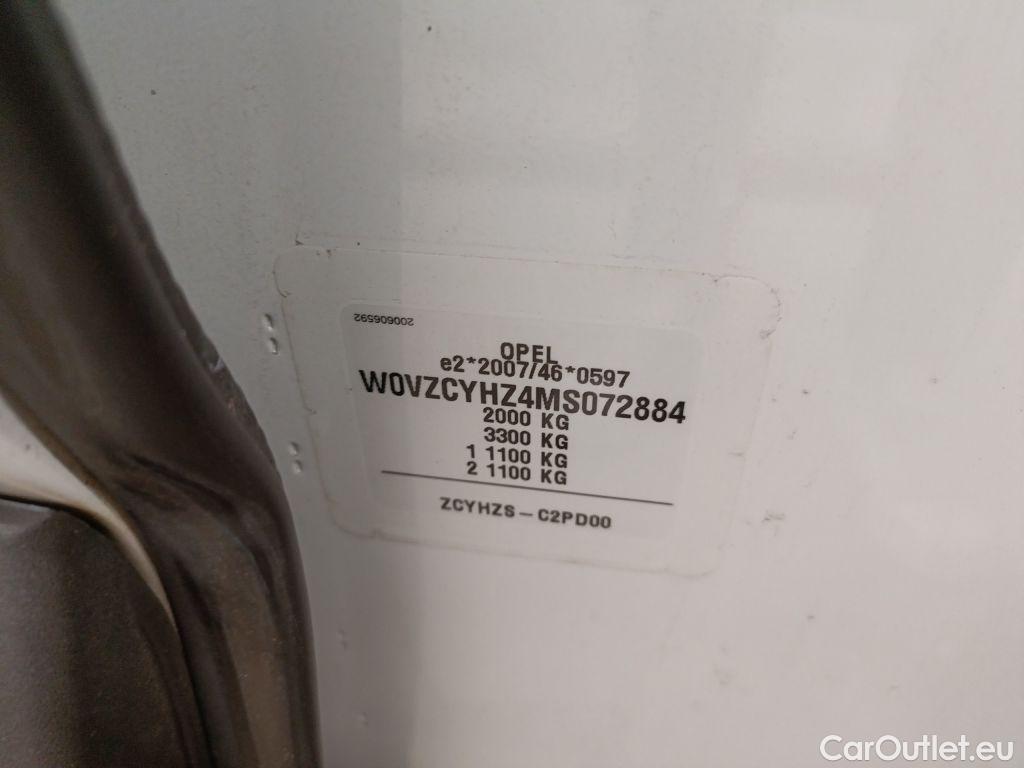 200606592
OPEL
e2*2007/46*0597
W0VZCYHZ4MS072884
2000 KG
3300 KG
1 1100 KG
2 1100 KG
ZCYHZS-C2PD00
CarOutlet.eu